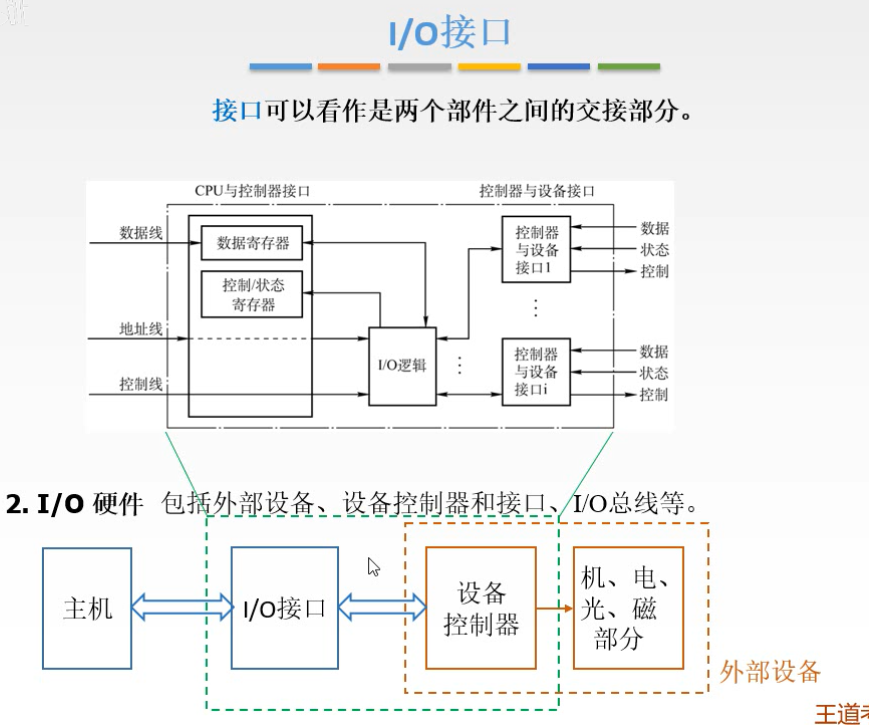 I/O接口
接口可以看作是两个部件之间的交接部分。
CPU与控制器接口
控制器与设备接口
数据线
数据寄存器
控制/状态
寄存器
地址线
控制线
I/O逻辑
控制器
与设备
接口1
数据
状态
控制
控制器
与设备
接口i
数据
状态
控制
2. I/O 硬件 包括外部设备、设备控制器和接口、I/O总线等。
主机
I/O接口
设备
控制器
机、电、
光、磁
部分
外部设备
王道